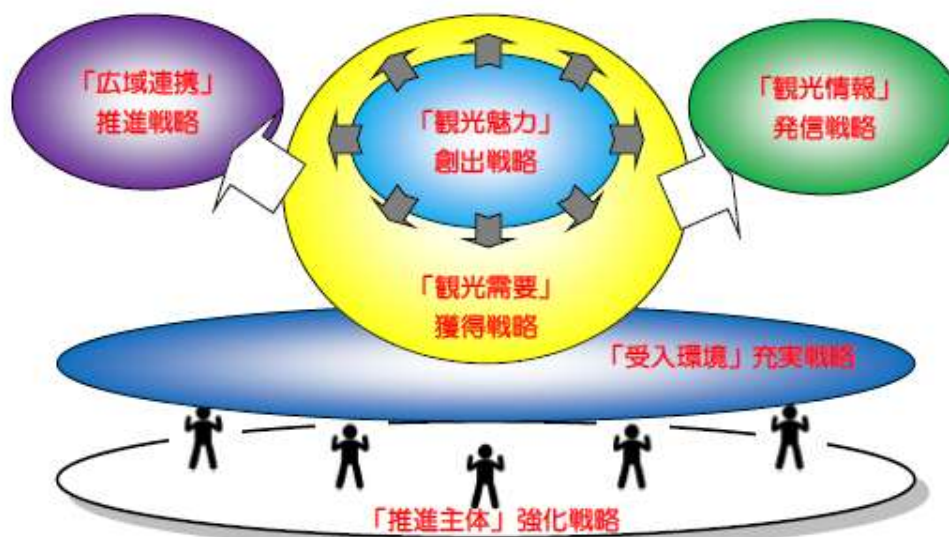 「広域連携」
推進戦略
「観光魅力」
創出戦略
「観光情報」
発信戦略
「観光需要」
獲得戦略
「受入環境」充実戦略
「推進主体」強化戦略